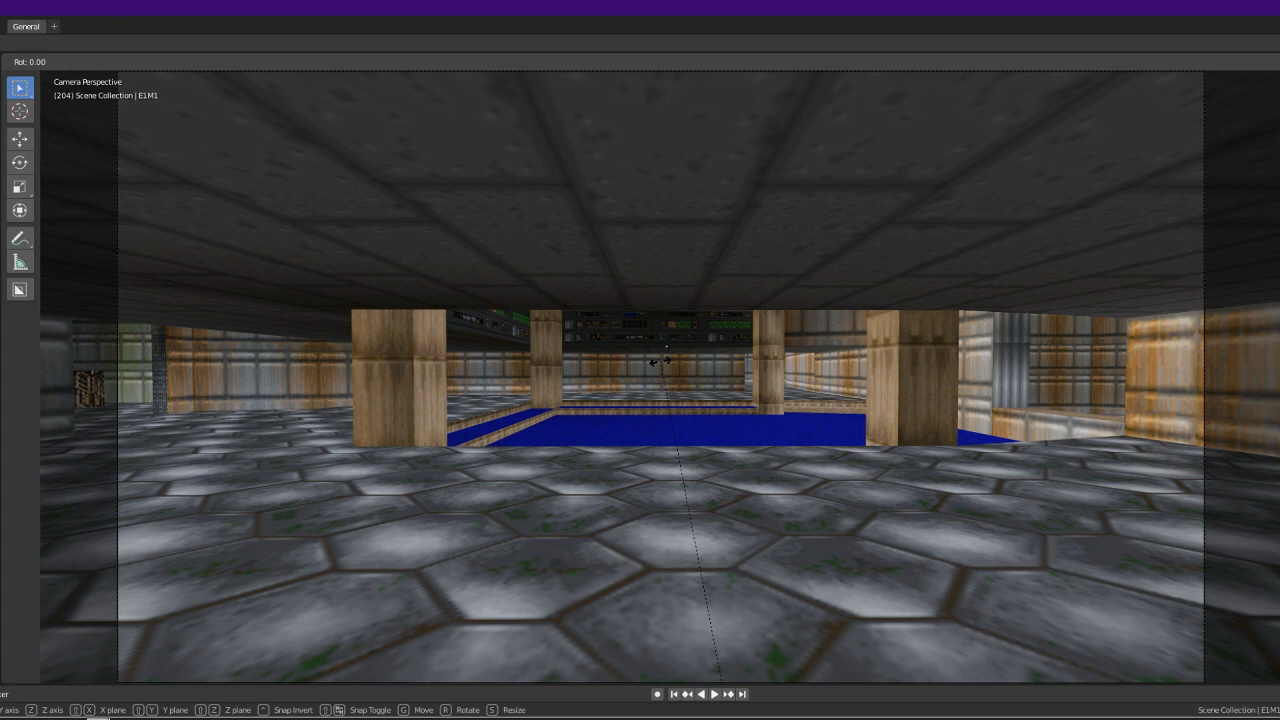 General +
Rot: 0.00
Camera Perspective
(204) Scene Collection | E1M1
axis Z Z axis X X plane Y Y plane Z Z plane ^ Snap Invert Snap Toggle G Move R Rotate S Resize
Scene Collection | E1M1